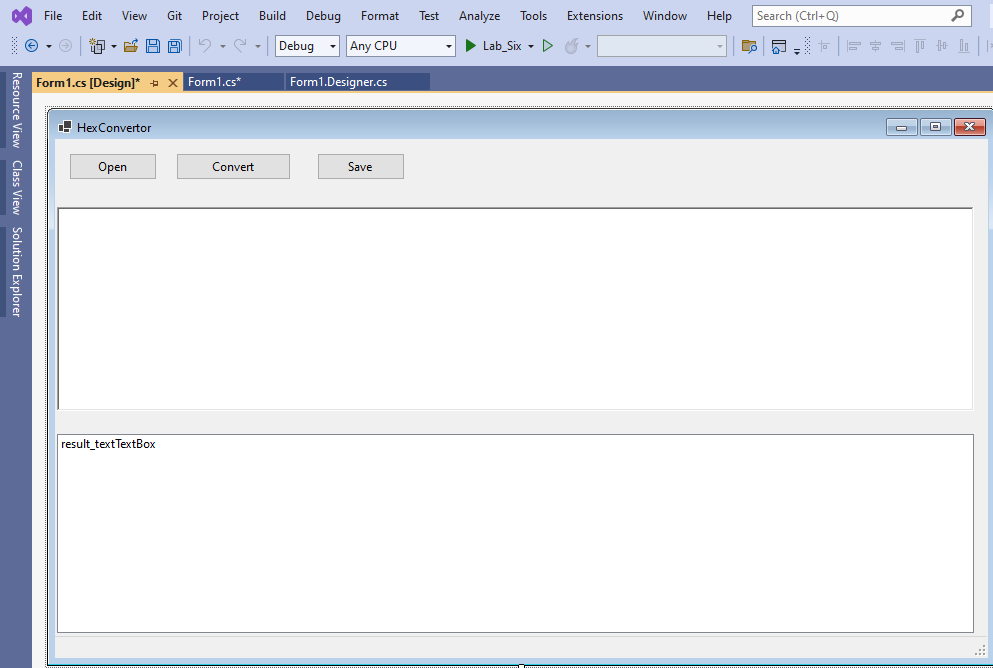 File Edit View Git Project Build Debug Format Test Analyze Tools Extensions Window Help Search (Ctrl+Q)
Debug Any CPU Lab_Six
Form1.cs [Design]* Form1.cs* Form1.Designer.cs
Resource View
Class View
Solution Explorer
HexConvertor
Open Convert Save
result_textTextBox